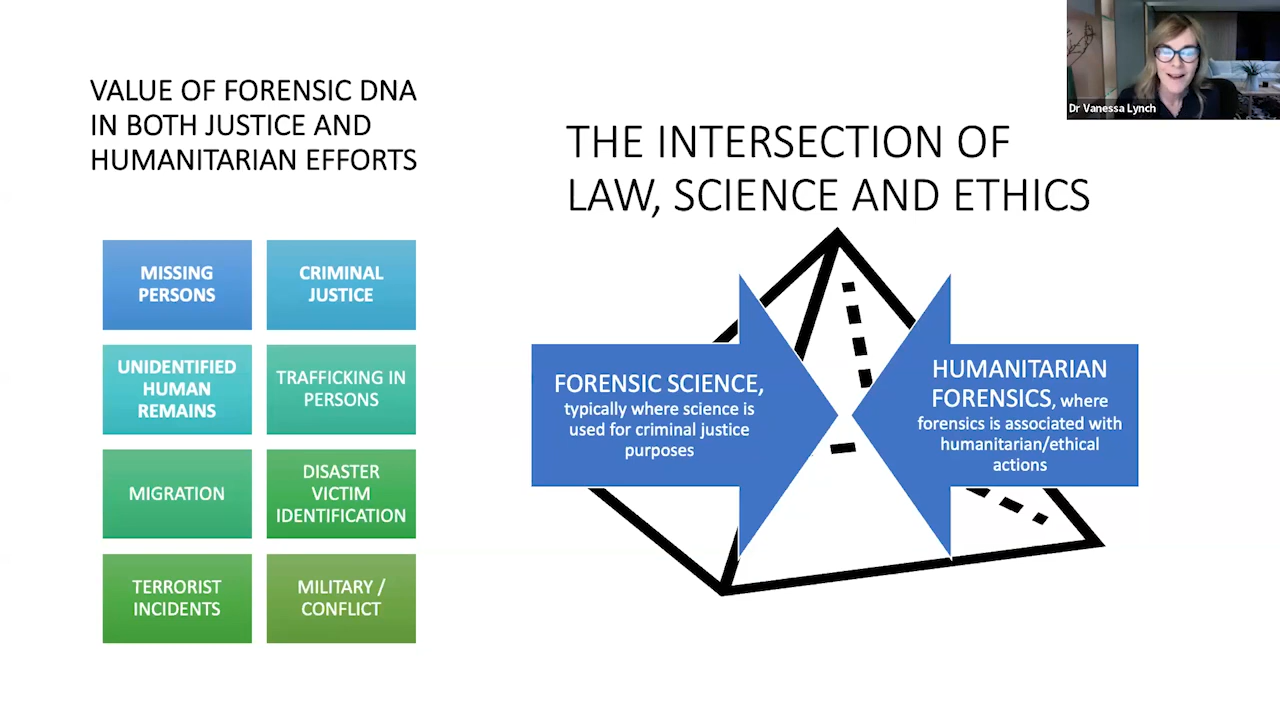 VALUE OF FORENSIC DNA
IN BOTH JUSTICE AND
HUMANITARIAN EFFORTS
MISSING
PERSONS
CRIMINAL
JUSTICE
UNIDENTIFIED
HUMAN
REMAINS
TRAFFICKING IN
PERSONS
MIGRATION
DISASTER
VICTIM
IDENTIFICATION
TERRORIST
INCIDENTS
MILITARY /
CONFLICT
THE INTERSECTION OF
LAW, SCIENCE AND ETHICS
FORENSIC SCIENCE,
typically where science is
used for criminal justice
purposes
HUMANITARIAN
FORENSICS, where
forensics is associated with
humanitarian/ethical
actions
Dr Vanessa Lynch